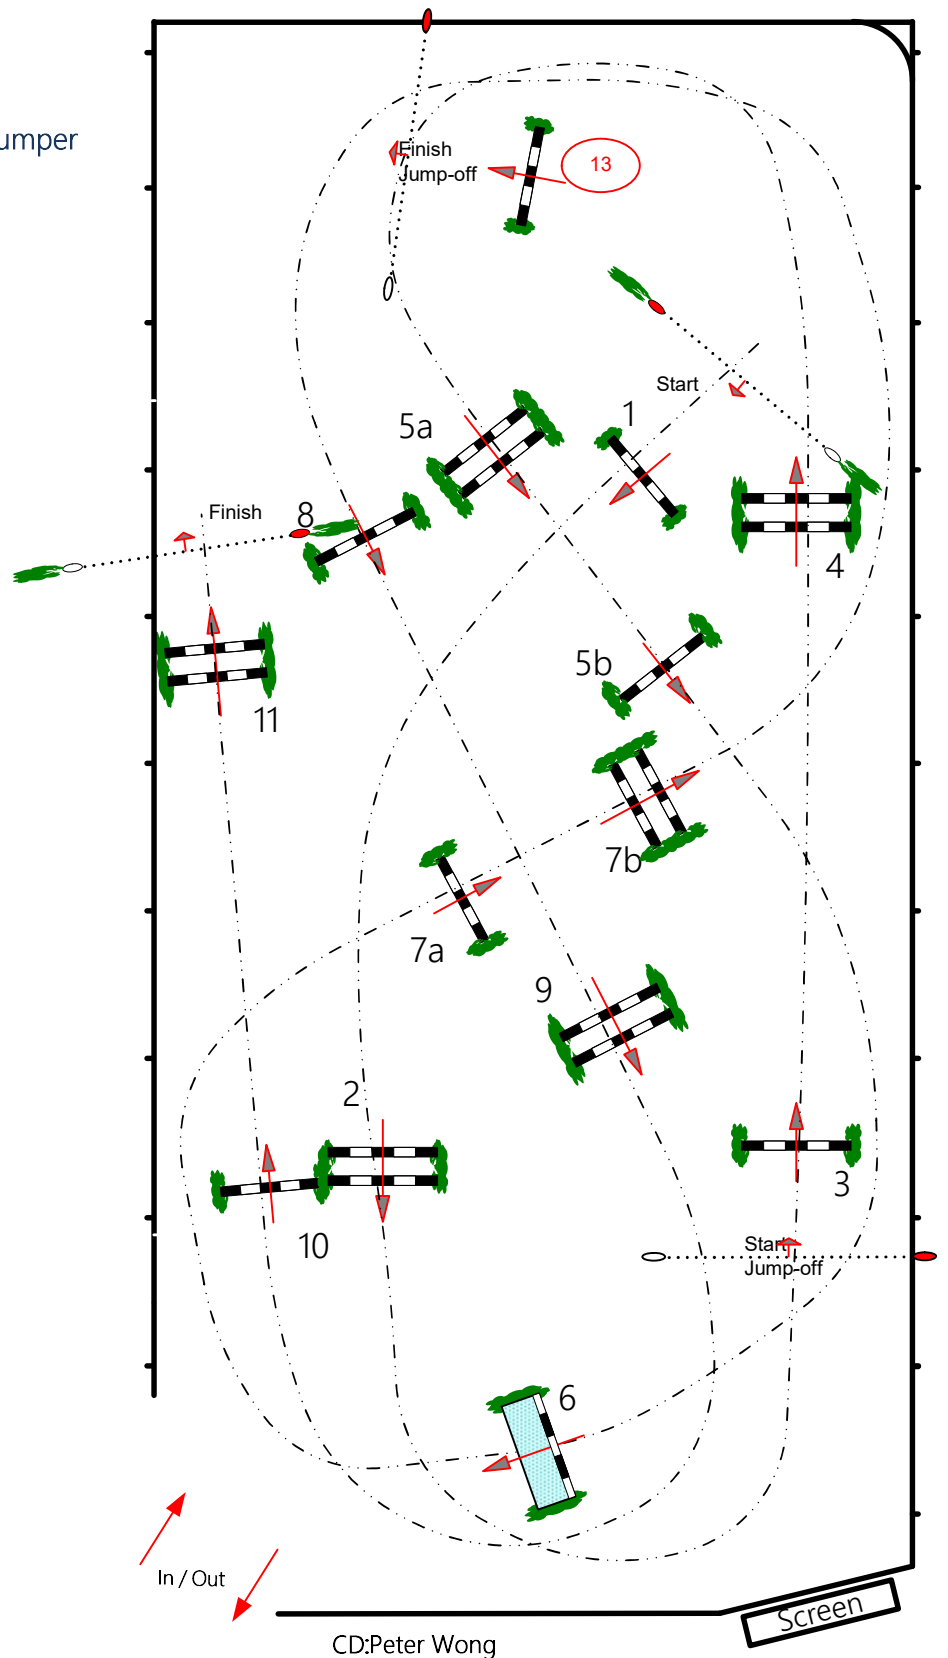 umper
Finish
Jump-off
13
Start
1
5a
8
Finish
4
5b
11
7b
7a
9
2
3
10
Start
Jump-off
6
In / Out
Screen
CD:Peter Wong